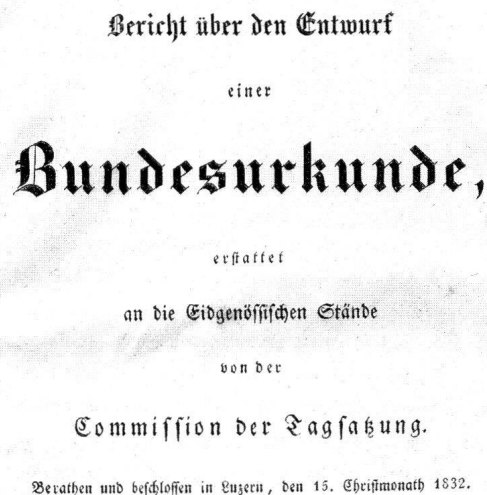 Bericht über den Entwurf
einer
Bundesurkunde,
erstattet
an die Eidgenössischen Stände
von der
Commission der Tagsatzung.
Berathen und beschlossen in Luzern, den 15. Christmonath 1832.